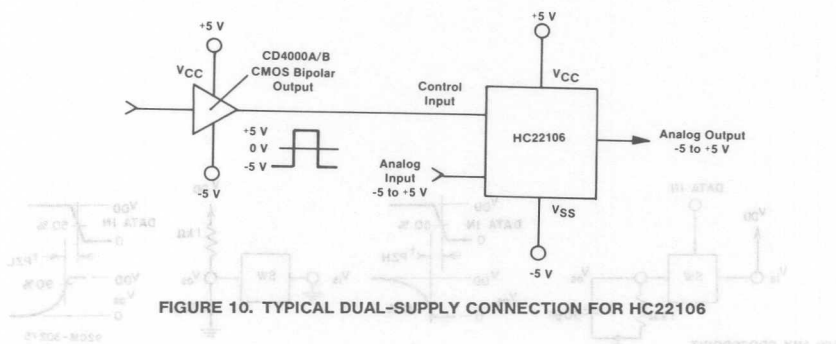 +5 V
+5 V
CD4000A/B
CMOS Bipolar
Output
VCC
VCC
Control
Input
HC22106
Analog Output
-5 to +5 V
+5 V
0 V
-5 V
Analog
Input
-5 to +5 V
-5 V
VSS
-5 V
FIGURE 10. TYPICAL DUAL-SUPPLY CONNECTION FOR HC22106